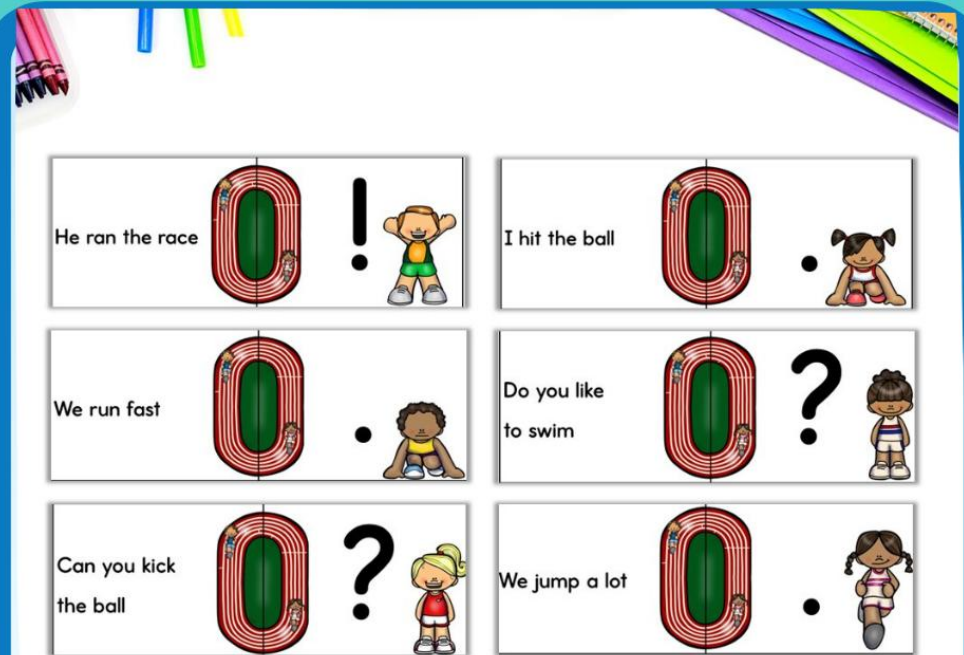 He ran the race
!
I hit the ball
.
We run fast
.
Do you like
to swim
?
Can you kick
the ball
?
We jump a lot
.